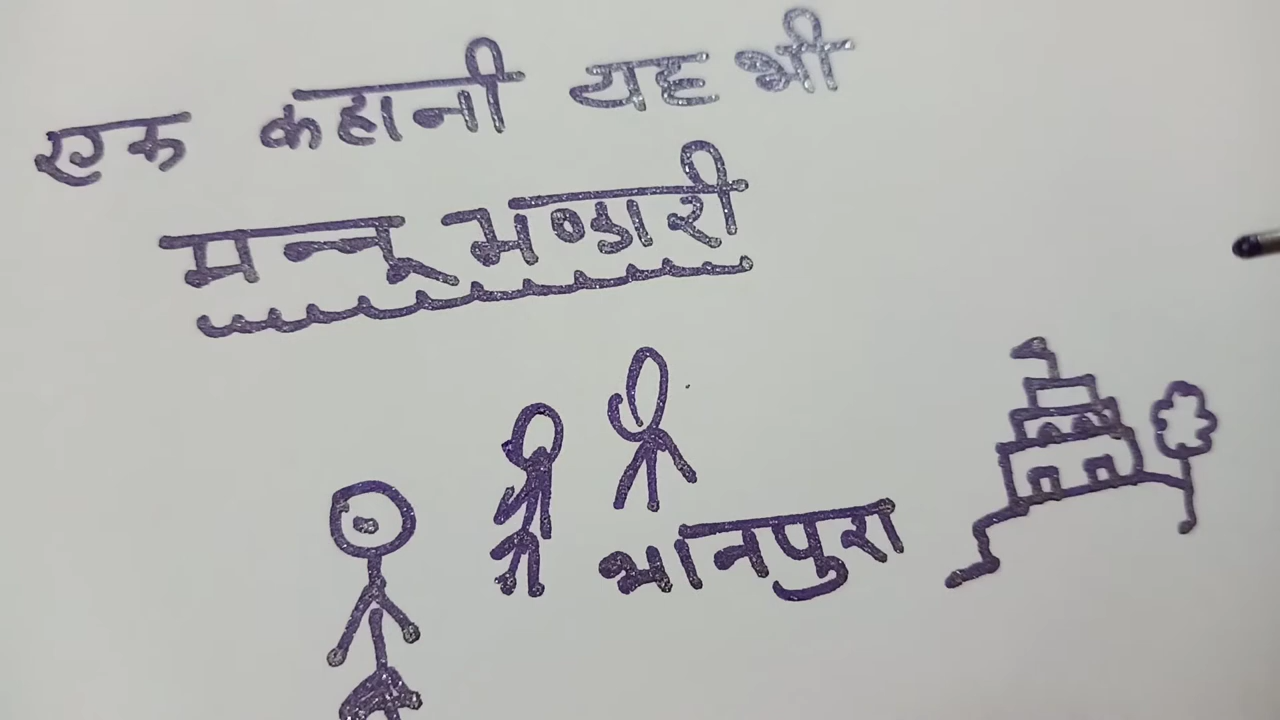 एक कहानी यह भी
मन्नू भण्डारी
भानपुरा